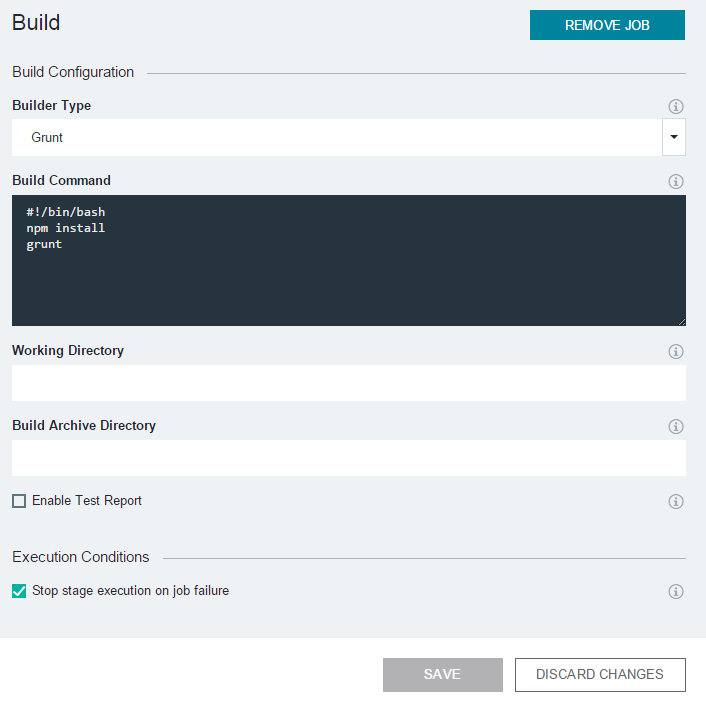 Build
REMOVE JOB
Build Configuration
Builder Type
Grunt
Build Command
#!/bin/bash
npm install
grunt
Working Directory
Build Archive Directory
Enable Test Report
Execution Conditions
Stop stage execution on job failure
SAVE
DISCARD CHANGES